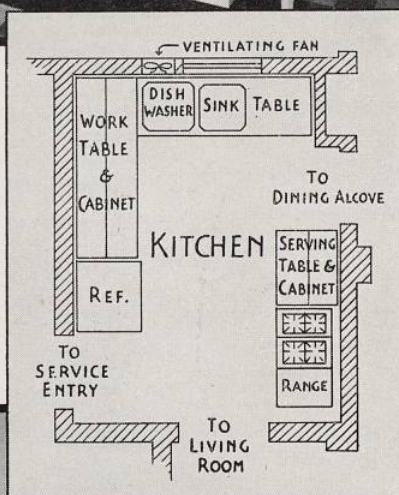 VENTILATING FAN
DISH
WASHER
SINK
TABLE
WORK
TABLE
&
CABINET
TO
DINING ALCOVE
KITCHEN
SERVING
TABLE &
CABINET
REF.
RANGE
TO
SERVICE
ENTRY
TO
LIVING
ROOM